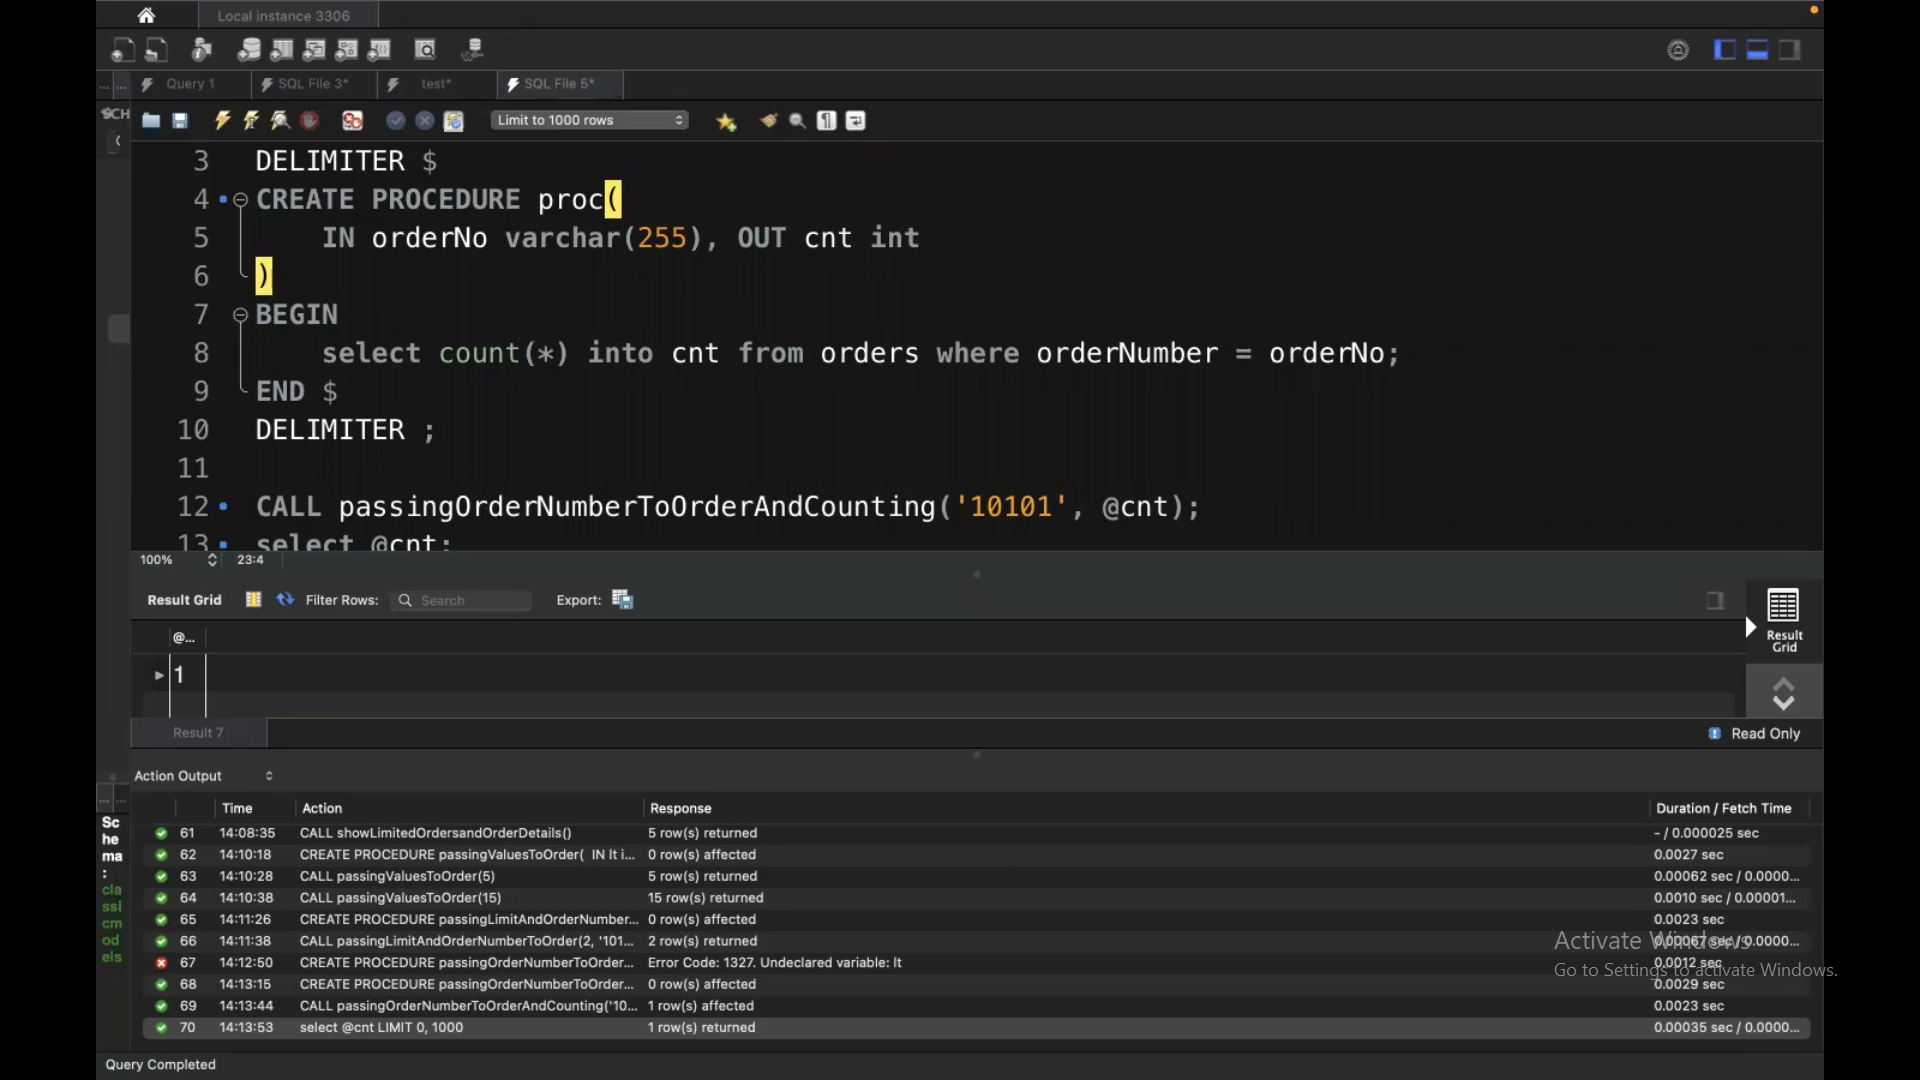 Local instance 3306
Query 1
SQL File 3*
test*
SQL File 5*
SCH
Limit to 1000 rows
3 DELIMITER $
4 CREATE PROCEDURE proc(
5 IN orderNo varchar(255), OUT cnt int
6 )
7 BEGIN
8 select count(*) into cnt from orders where orderNumber = orderNo;
9 END $
10 DELIMITER ;
11
12 CALL passingOrderNumberToOrderAndCounting('10101', @cnt);
13 select @cnt;
100% 23:4
Result Grid Filter Rows: Search Export:
Result
Grid
@...
1
Result 7
Read Only
Action Output
Time Action Response Duration / Fetch Time
61 14:08:35 CALL showLimitedOrdersandOrderDetails() 5 row(s) returned - / 0.000025 sec
62 14:10:18 CREATE PROCEDURE passingValuesToOrder( IN lt i... 0 row(s) affected 0.0027 sec
63 14:10:28 CALL passingValuesToOrder(5) 5 row(s) returned 0.00062 sec / 0.0000...
64 14:10:38 CALL passingValuesToOrder(15) 15 row(s) returned 0.0010 sec / 0.00001...
65 14:11:26 CREATE PROCEDURE passingLimitAndOrderNumber... 0 row(s) affected 0.0023 sec
66 14:11:38 CALL passingLimitAndOrderNumberToOrder(2, '101... 2 row(s) returned 0.00067 sec / 0.0000...
67 14:12:50 CREATE PROCEDURE passingOrderNumberToOrder... Error Code: 1327. Undeclared variable: lt 0.0012 sec
68 14:13:15 CREATE PROCEDURE passingOrderNumberToOrder... 0 row(s) affected 0.0029 sec
69 14:13:44 CALL passingOrderNumberToOrderAndCounting('10... 1 row(s) affected 0.0023 sec
70 14:13:53 select @cnt LIMIT 0, 1000 1 row(s) returned 0.00035 sec / 0.0000...
Sc
he
ma
:
cla
ssi
cm
od
els
Activate Windows
Go to Settings to activate Windows.
Query Completed